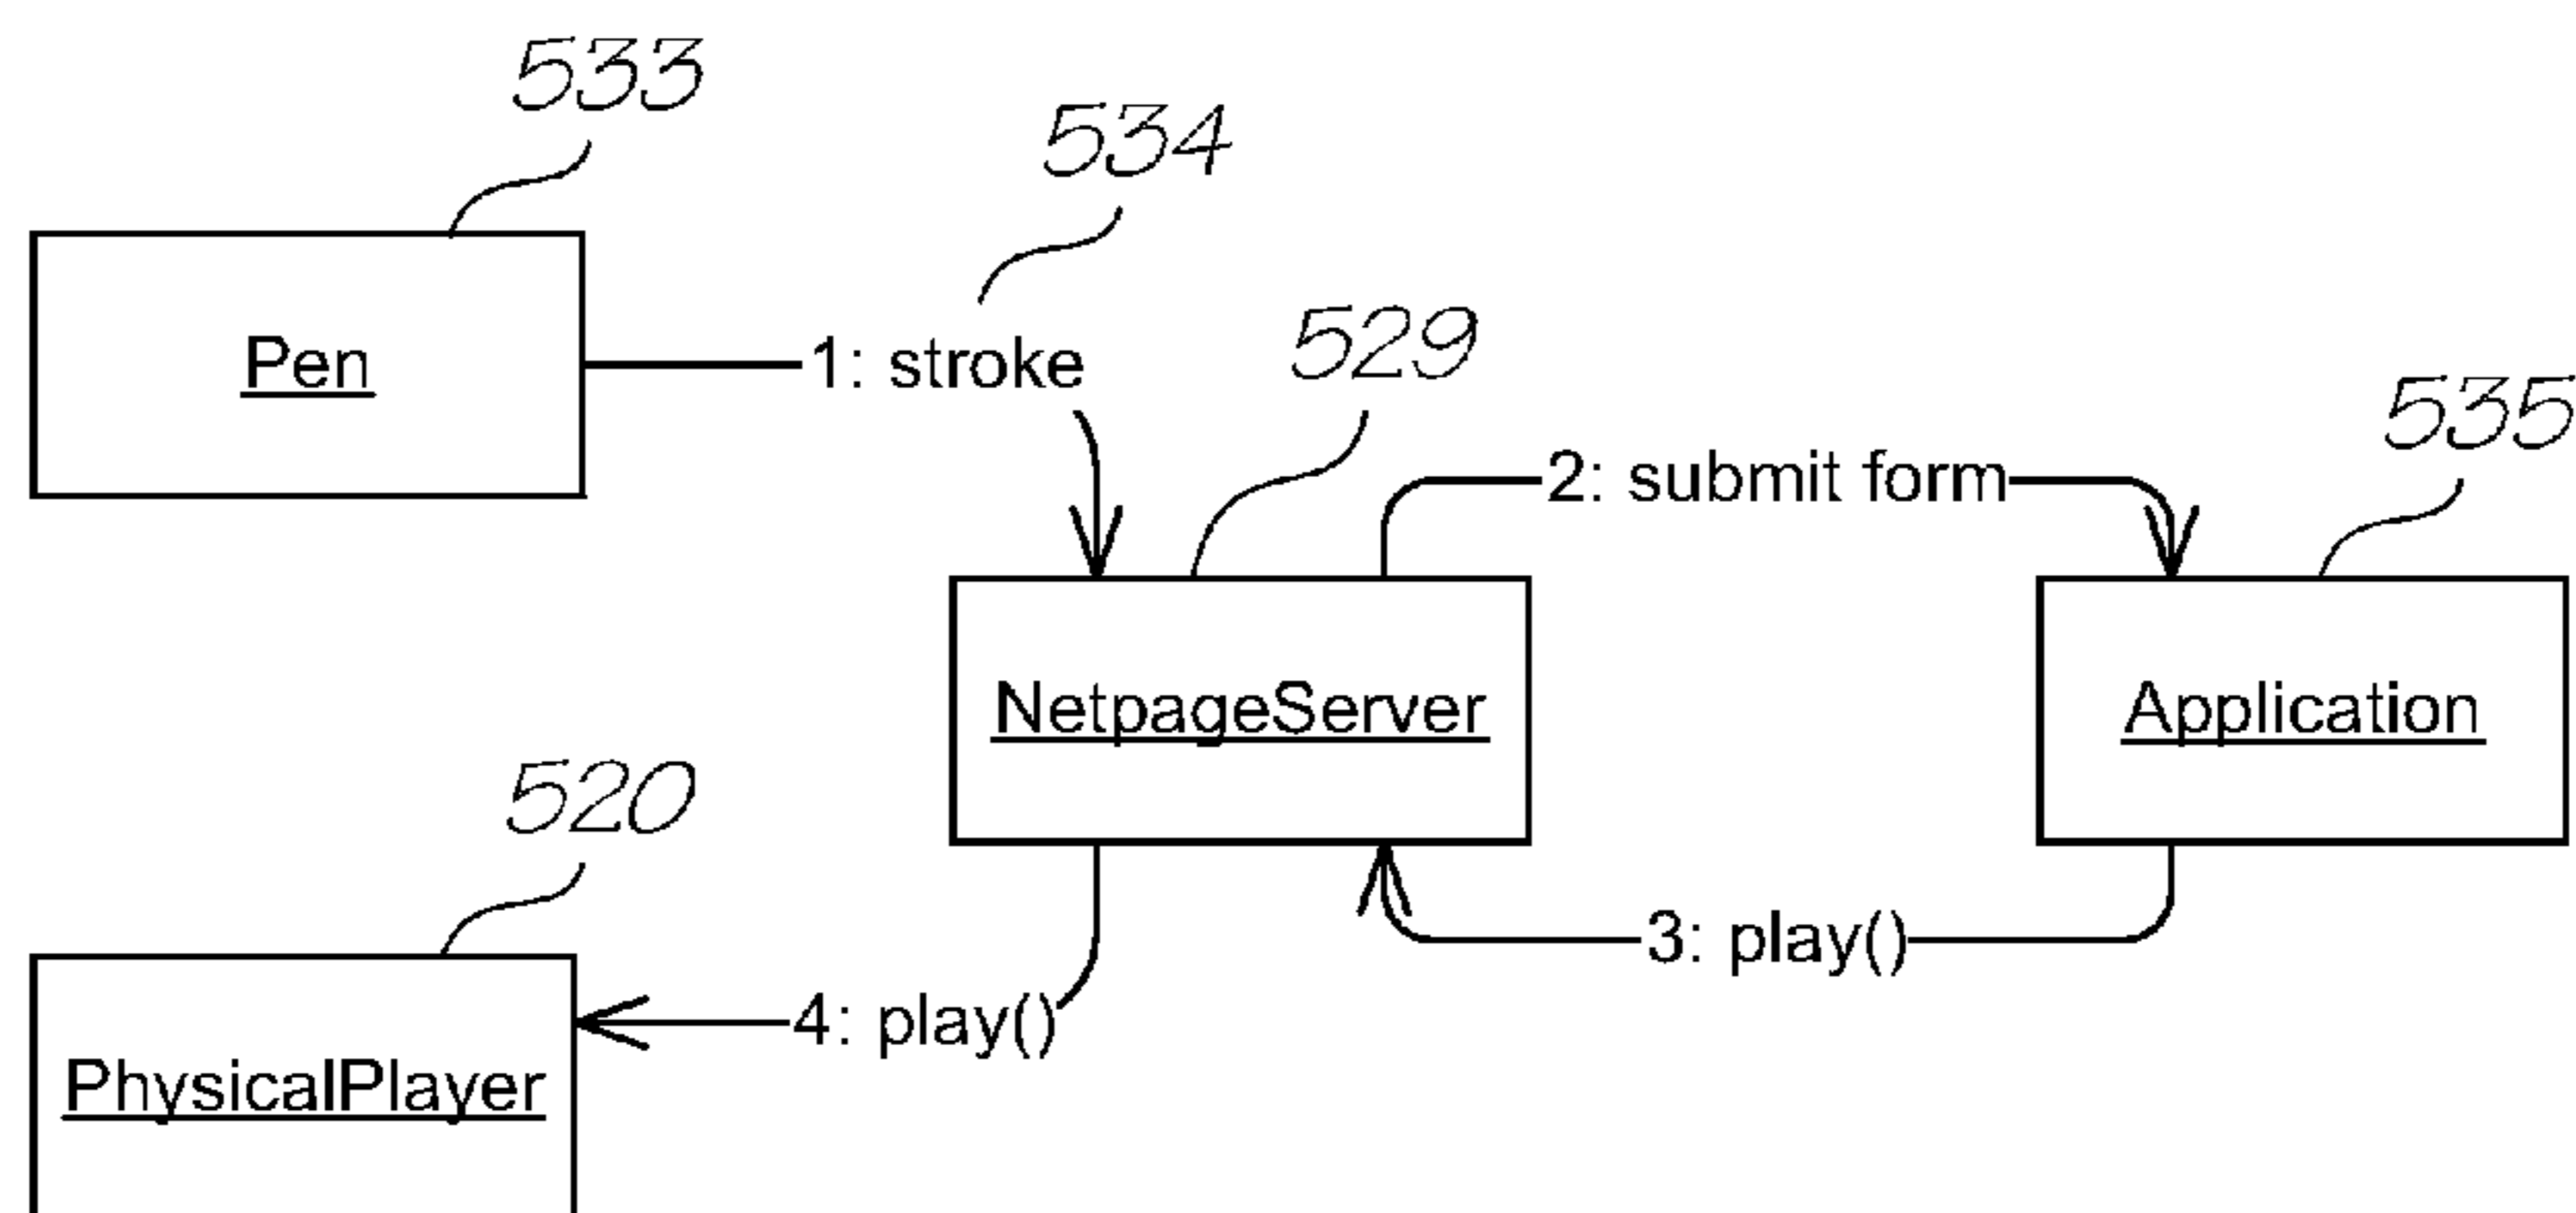 533
534
Pen
1: stroke
529
535
2: submit form
NetpageServer
Application
520
3: play()
4: play()
PhysicalPlayer